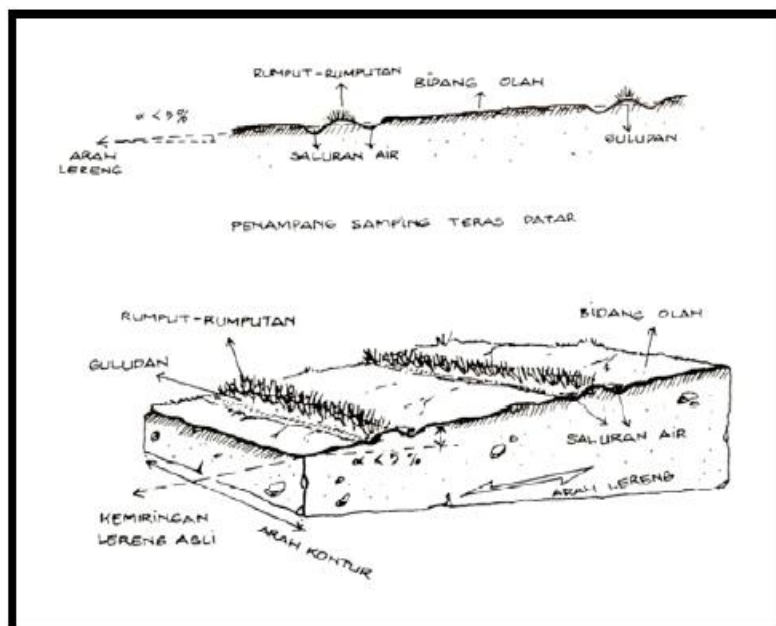 RUMPUT-RUMPUTAN
BIDANG OLAH
α < 5%
ARAH
LERENG
SALURAN AIR
GULUDAN
PENAMPANG SAMPING TERAS DATAR
RUMPUT-RUMPUTAN
BIDANG OLAH
GULUDAN
SALURAN AIR
α < 5 %
ARAH LERENG
KEMIRINGAN
LERENG ASLI
ARAH KONTUR